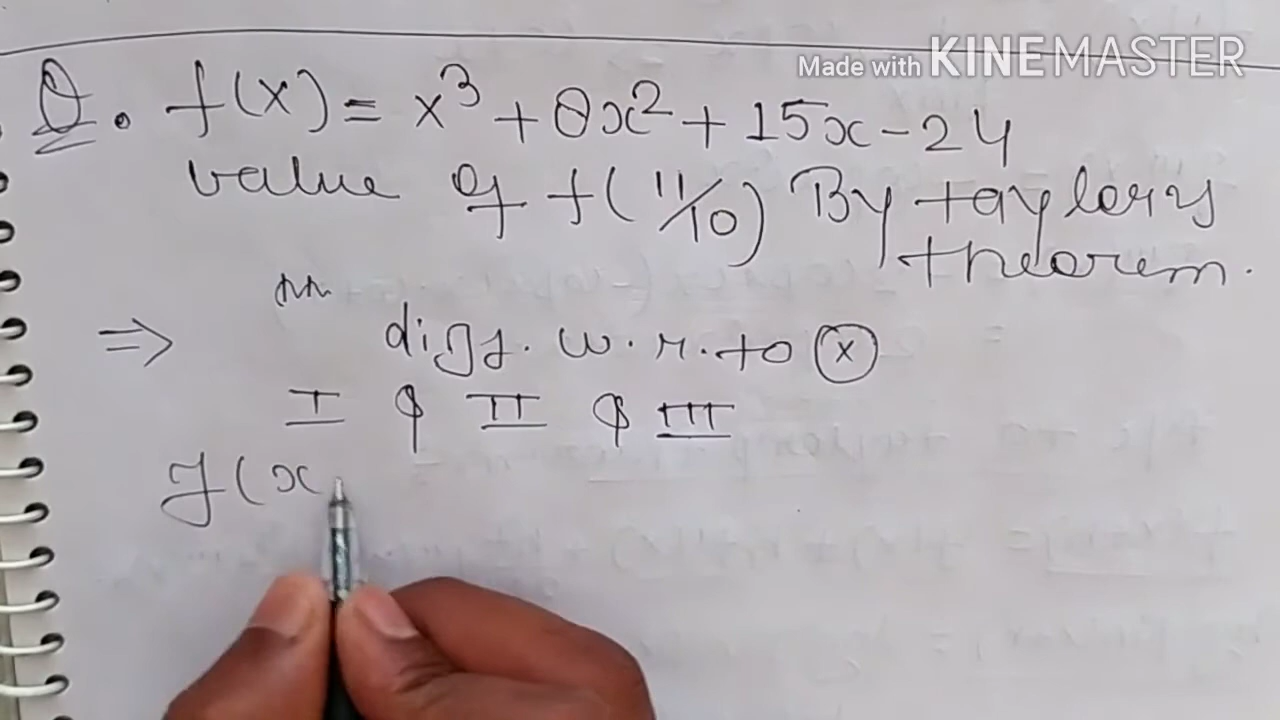 Made with KINEMASTER
Q. f(x) = x³ + 8x² + 15x - 24
value of f(11/10) By taylor's
theorem.
⇒ diff. w.r.to ⓧ
I & II & III
f(x